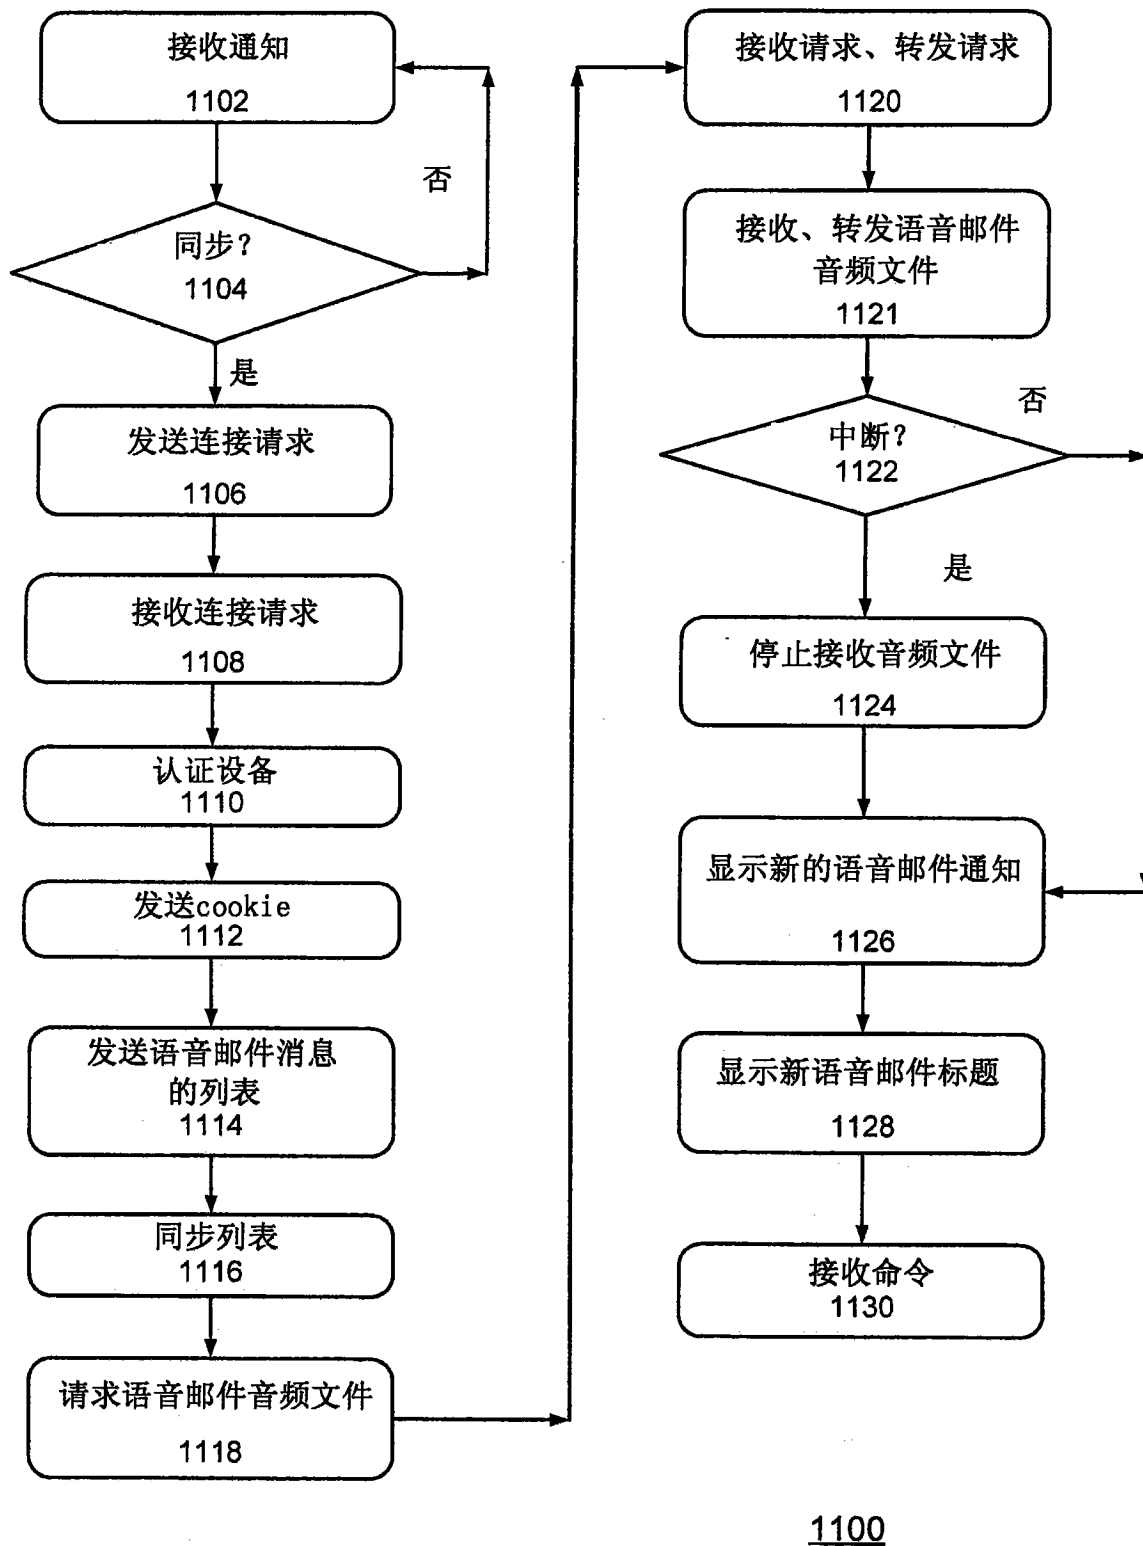 接收通知
1102
否
同步？
1104
是
发送连接请求
1106
接收连接请求
1108
认证设备
1110
发送cookie
1112
发送语音邮件消息
的列表
1114
同步列表
1116
请求语音邮件音频文件
1118
接收请求、转发请求
1120
接收、转发语音邮件
音频文件
1121
否
中断？
1122
是
停止接收音频文件
1124
显示新的语音邮件通知
1126
显示新语音邮件标题
1128
接收命令
1130
1100